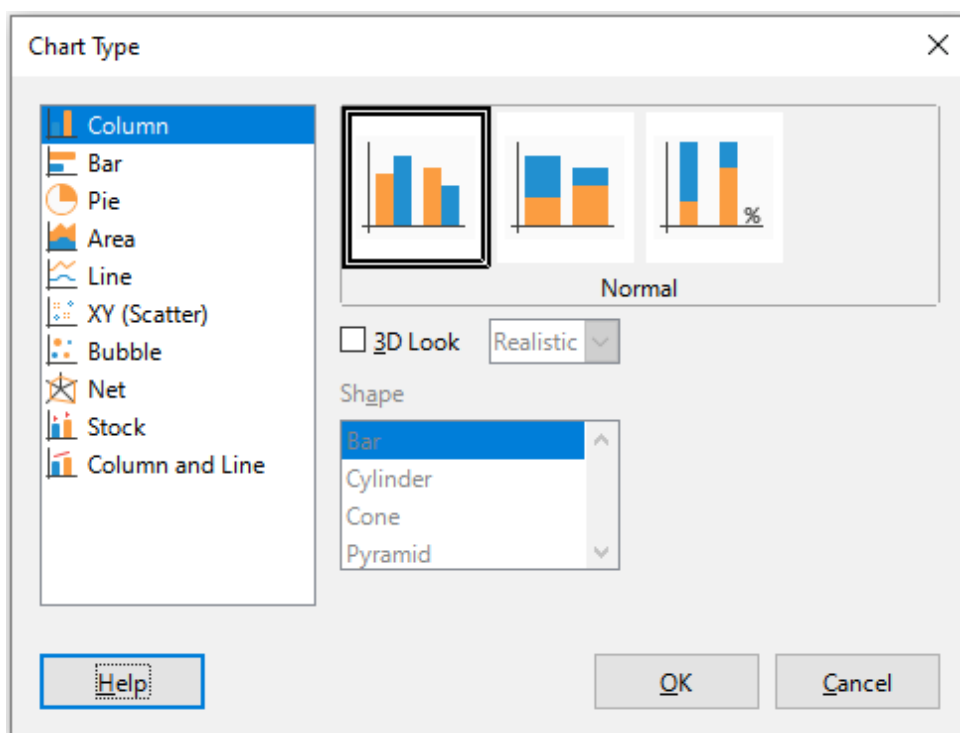 Chart Type
Column
Bar
Pie
Area
Line
XY (Scatter)
Bubble
Net
Stock
Column and Line
%
Normal
3D Look
Realistic
Shape
Bar
Cylinder
Cone
Pyramid
Help
OK
Cancel